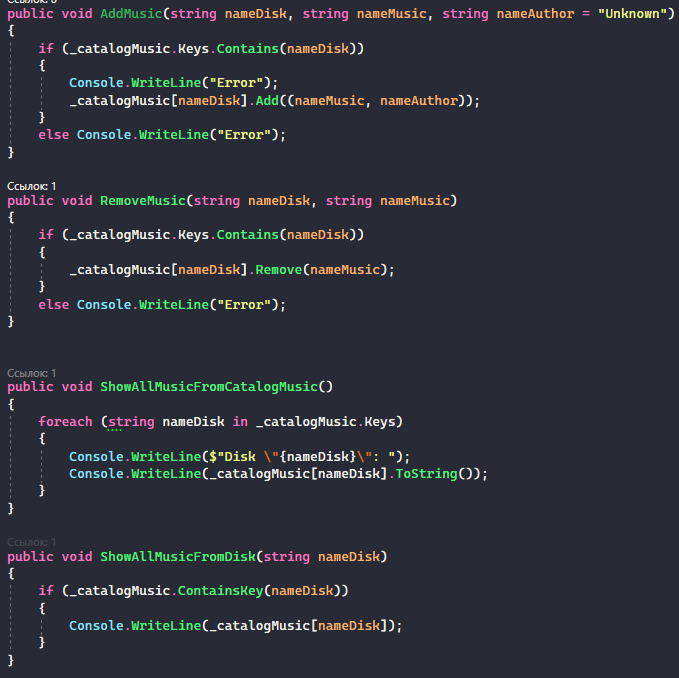 Ссылок: 0
public void AddMusic(string nameDisk, string nameMusic, string nameAuthor = "Unknown")
{
if (_catalogMusic.Keys.Contains(nameDisk))
{
Console.WriteLine("Error");
_catalogMusic[nameDisk].Add((nameMusic, nameAuthor));
}
else Console.WriteLine("Error");
}
Ссылок: 1
public void RemoveMusic(string nameDisk, string nameMusic)
{
if (_catalogMusic.Keys.Contains(nameDisk))
{
_catalogMusic[nameDisk].Remove(nameMusic);
}
else Console.WriteLine("Error");
}
Ссылок: 1
public void ShowAllMusicFromCatalogMusic()
{
foreach (string nameDisk in _catalogMusic.Keys)
{
Console.WriteLine($"Disk \"{nameDisk}\": ");
Console.WriteLine(_catalogMusic[nameDisk].ToString());
}
}
Ссылок: 1
public void ShowAllMusicFromDisk(string nameDisk)
{
if (_catalogMusic.ContainsKey(nameDisk))
{
Console.WriteLine(_catalogMusic[nameDisk]);
}
}